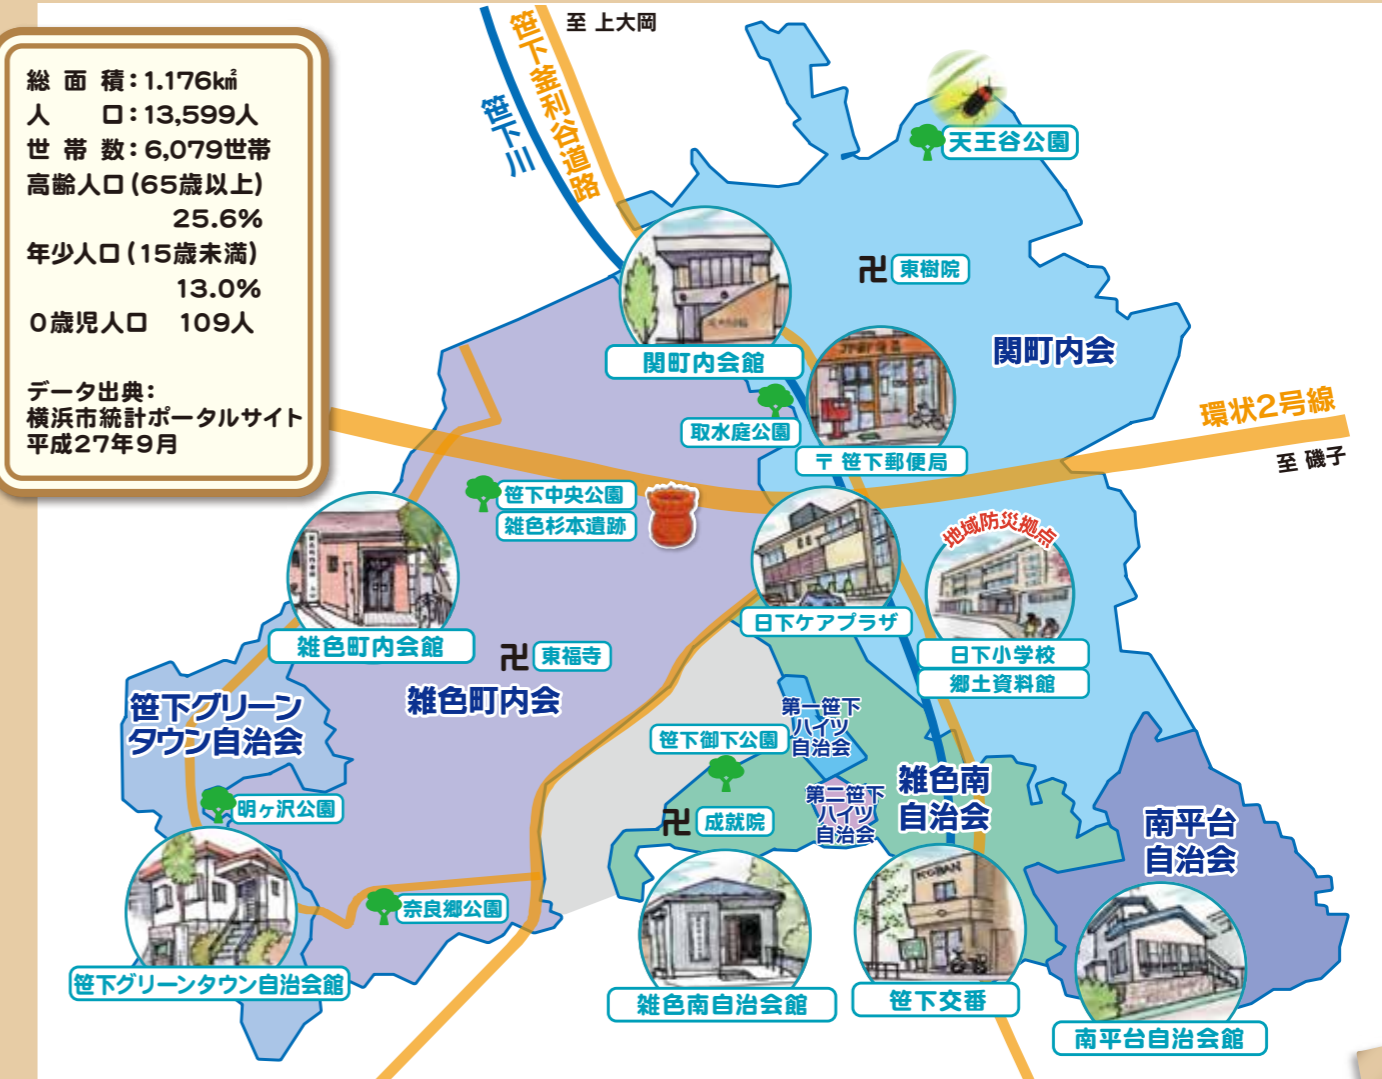 総面積：1.176k㎡
人口：13,599人
世帯数：6,079世帯
高齢人口（65歳以上）
25.6%
年少人口（15歳未満）
13.0%
0歳児人口 109人
データ出典：
横浜市統計ポータルサイト
平成27年9月
至 上大岡
笹下釜利谷道路
笹下川
天王谷公園
卍 東樹院
関町内会
関町内会館
取水庭公園
〒 笹下郵便局
環状2号線
至 磯子
笹下中央公園
雑色杉本遺跡
地域防災拠点
雑色町内会館
日下ケアプラザ
日下小学校
郷土資料館
卍 東福寺
雑色町内会
笹下グリーン
タウン自治会
第一笹下
ハイツ
自治会
笹下御下公園
第二笹下
ハイツ
自治会
雑色南
自治会
南平台
自治会
明ヶ沢公園
卍 成就院
KOBAN
奈良郷公園
笹下グリーンタウン自治会館
雑色南自治会館
笹下交番
南平台自治会館